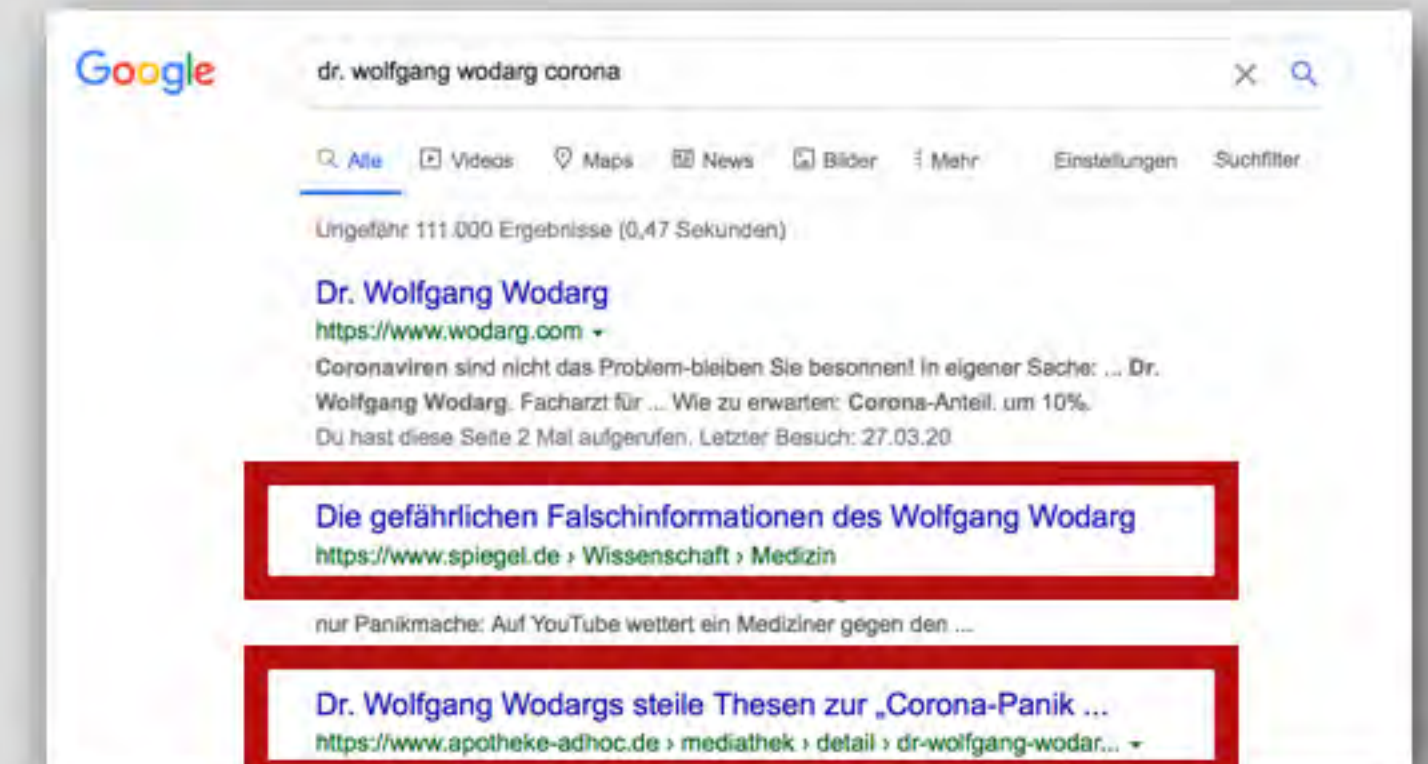 Google
dr. wolfgang wodarg corona
Alle Videos Maps News Bilder Mehr Einstellungen Suchfilter
Ungefähr 111.000 Ergebnisse (0,47 Sekunden)
Dr. Wolfgang Wodarg
https://www.wodarg.com
Coronaviren sind nicht das Problem-bleiben Sie besonnen! In eigener Sache: ... Dr.
Wolfgang Wodarg. Facharzt für ... Wie zu erwarten: Corona-Anteil. um 10%.
Du hast diese Seite 2 Mal aufgerufen. Letzter Besuch: 27.03.20
Die gefährlichen Falschinformationen des Wolfgang Wodarg
https://www.spiegel.de › Wissenschaft › Medizin
nur Panikmache: Auf YouTube wettert ein Mediziner gegen den ...
Dr. Wolfgang Wodargs steile Thesen zur „Corona-Panik ...
https://www.apotheke-adhoc.de › mediathek › detail › dr-wolfgang-wodar...